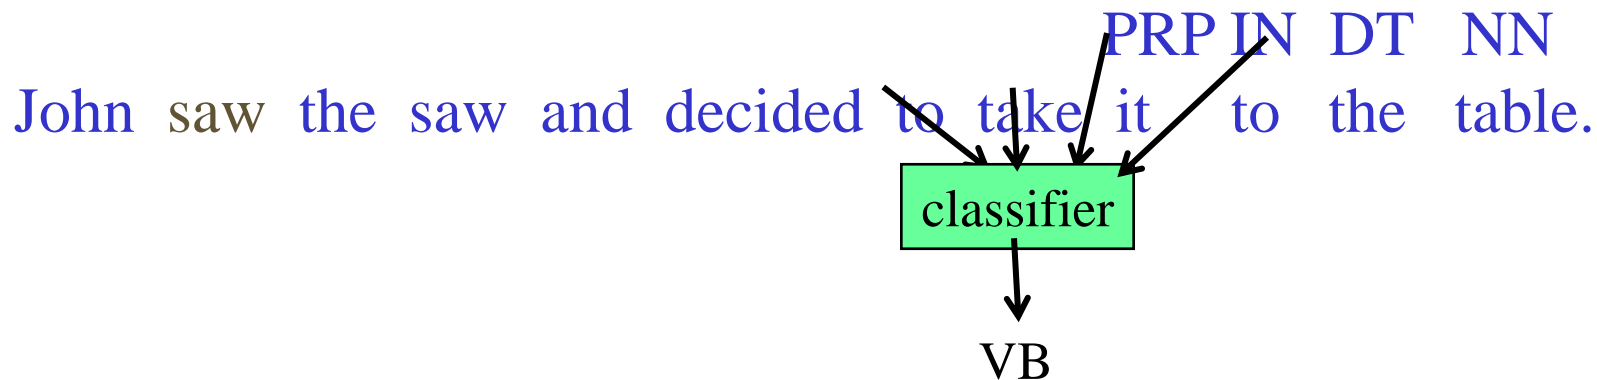 PRP IN DT NN
John saw the saw and decided to take it to the table.
classifier
VB